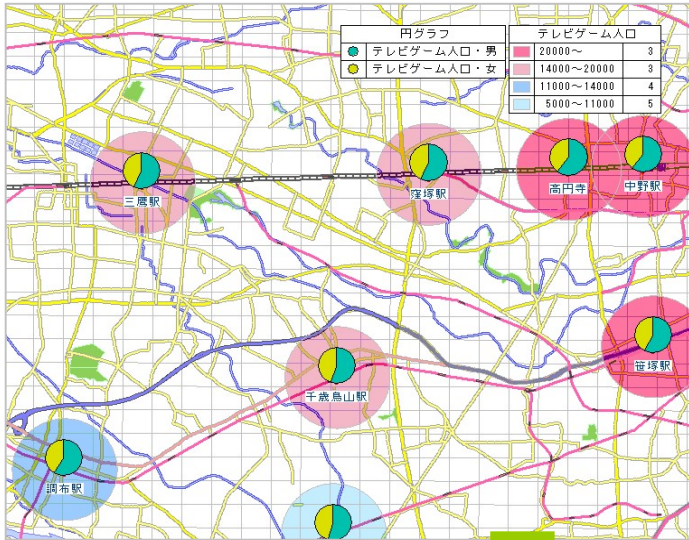 円グラフ
テレビゲーム人口・男
テレビゲーム人口・女
テレビゲーム人口
20000～ 3
14000～20000 3
11000～14000 4
5000～11000 5
三鷹駅
窪塚駅
高円寺
中野駅
笹塚駅
千歳烏山駅
調布駅